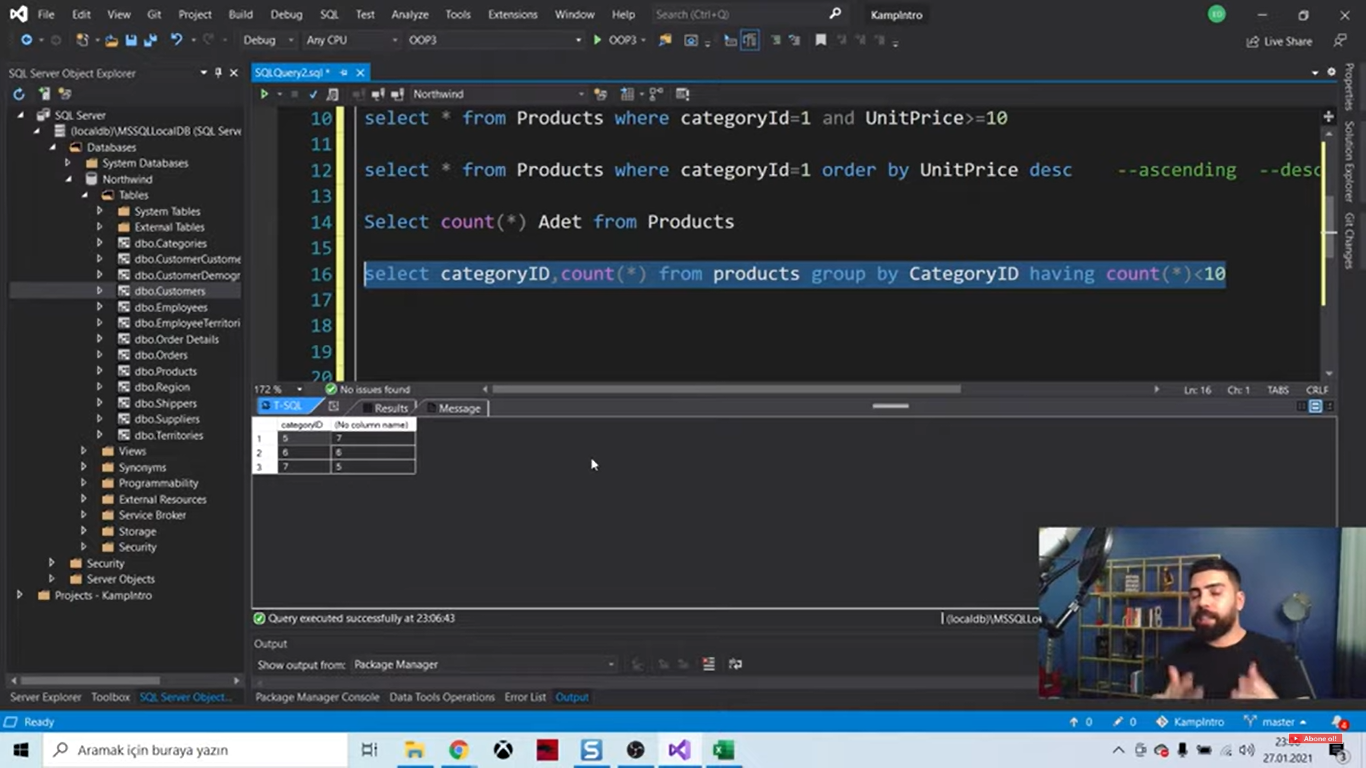 File Edit View Git Project Build Debug SQL Test Analyze Tools Extensions Window Help Search (Ctrl+Q) KampIntro ED
Debug Any CPU OOP3 OOP3 Live Share
SQL Server Object Explorer
SQLQuery2.sql *
Northwind
SQL Server
(localdb)\MSSQLLocalDB (SQL Serve
Databases
System Databases
Northwind
Tables
System Tables
External Tables
dbo.Categories
dbo.CustomerCustome
dbo.CustomerDemogr
dbo.Customers
dbo.Employees
dbo.EmployeeTerritori
dbo.Order Details
dbo.Orders
dbo.Products
dbo.Region
dbo.Shippers
dbo.Suppliers
dbo.Territories
Views
Synonyms
Programmability
External Resources
Service Broker
Storage
Security
Security
Server Objects
Projects - KampIntro
10 select * from Products where categoryId=1 and UnitPrice>=10
11
12 select * from Products where categoryId=1 order by UnitPrice desc --ascending --desc
13
14 Select count(*) Adet from Products
15
16 select categoryID,count(*) from products group by CategoryID having count(*)<10
17
18
19
20
172 % No issues found Ln: 16 Ch: 1 TABS CRLF
T-SQL Results Message
categoryID (No column name)
1 5 7
2 6 6
3 7 5
Query executed successfully at 23:06:43 (localdb)\MSSQLLo
Output
Show output from: Package Manager
Server Explorer Toolbox SQL Server Object... Package Manager Console Data Tools Operations Error List Output
Properties
Solution Explorer
Git Changes
Ready 0 0 KampIntro master 4
Aramak için buraya yazın
Abone ol!
27.01.2021
3